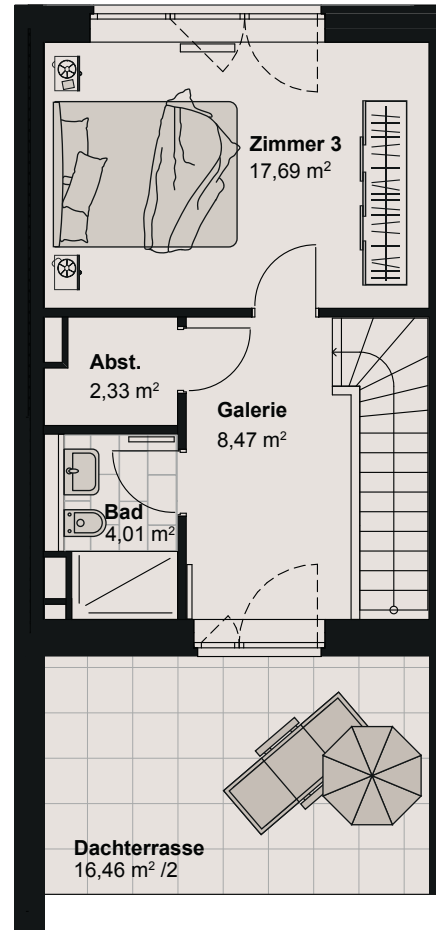 Zimmer 3
17,69 m²
Abst.
2,33 m²
Galerie
8,47 m²
Bad
4,01 m²
Dachterrasse
16,46 m² /2